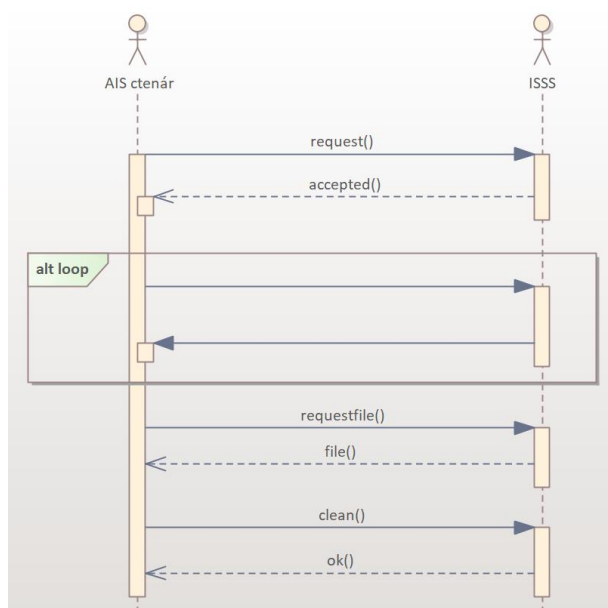 AIS ctenár
ISSS
request()
accepted()
alt loop
requestfile()
file()
clean()
ok()